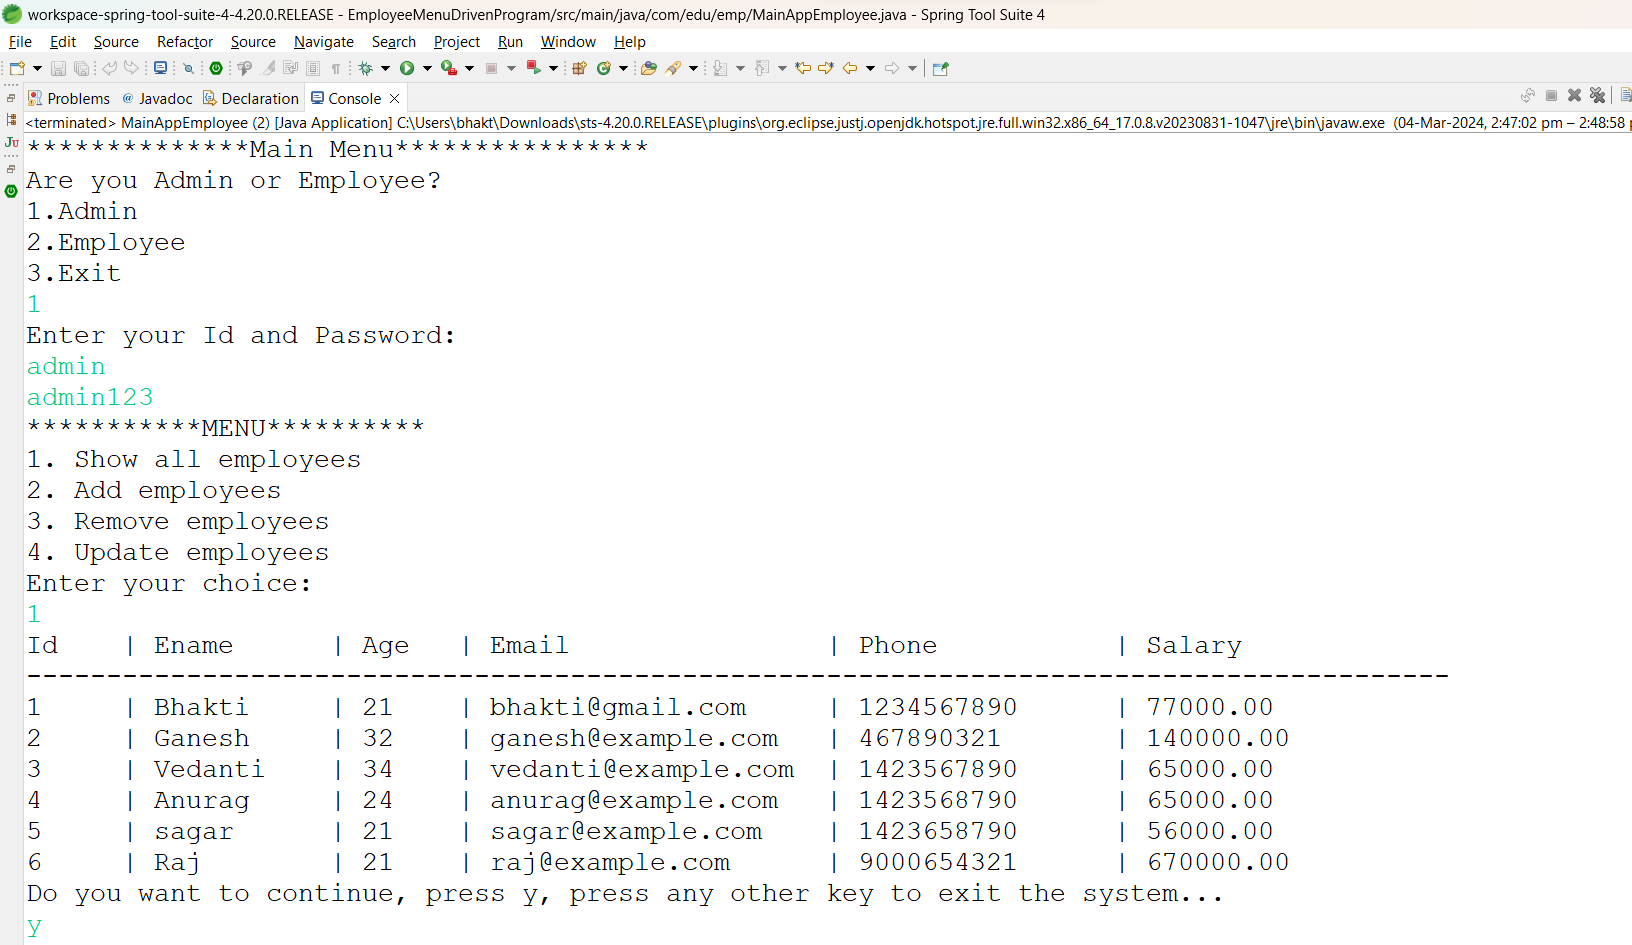 workspace-spring-tool-suite-4-4.20.0.RELEASE - EmployeeMenuDrivenProgram/src/main/java/com/edu/emp/MainAppEmployee.java - Spring Tool Suite 4
File Edit Source Refactor Source Navigate Search Project Run Window Help
Problems @ Javadoc Declaration Console
<terminated> MainAppEmployee (2) [Java Application] C:\Users\bhakt\Downloads\sts-4.20.0.RELEASE\plugins\org.eclipse.justj.openjdk.hotspot.jre.full.win32.x86_64_17.0.8.v20230831-1047\jre\bin\javaw.exe (04-Mar-2024, 2:47:02 pm – 2:48:58 p
JU
**************Main Menu****************
Are you Admin or Employee?
1.Admin
2.Employee
3.Exit
1
Enter your Id and Password:
admin
admin123
***********MENU**********
1. Show all employees
2. Add employees
3. Remove employees
4. Update employees
Enter your choice:
1
Id | Ename | Age | Email | Phone | Salary
-----------------------------------------------------------------------------------------
1 | Bhakti | 21 | bhakti@gmail.com | 1234567890 | 77000.00
2 | Ganesh | 32 | ganesh@example.com | 467890321 | 140000.00
3 | Vedanti | 34 | vedanti@example.com | 1423567890 | 65000.00
4 | Anurag | 24 | anurag@example.com | 1423568790 | 65000.00
5 | sagar | 21 | sagar@example.com | 1423658790 | 56000.00
6 | Raj | 21 | raj@example.com | 9000654321 | 670000.00
Do you want to continue, press y, press any other key to exit the system...
y